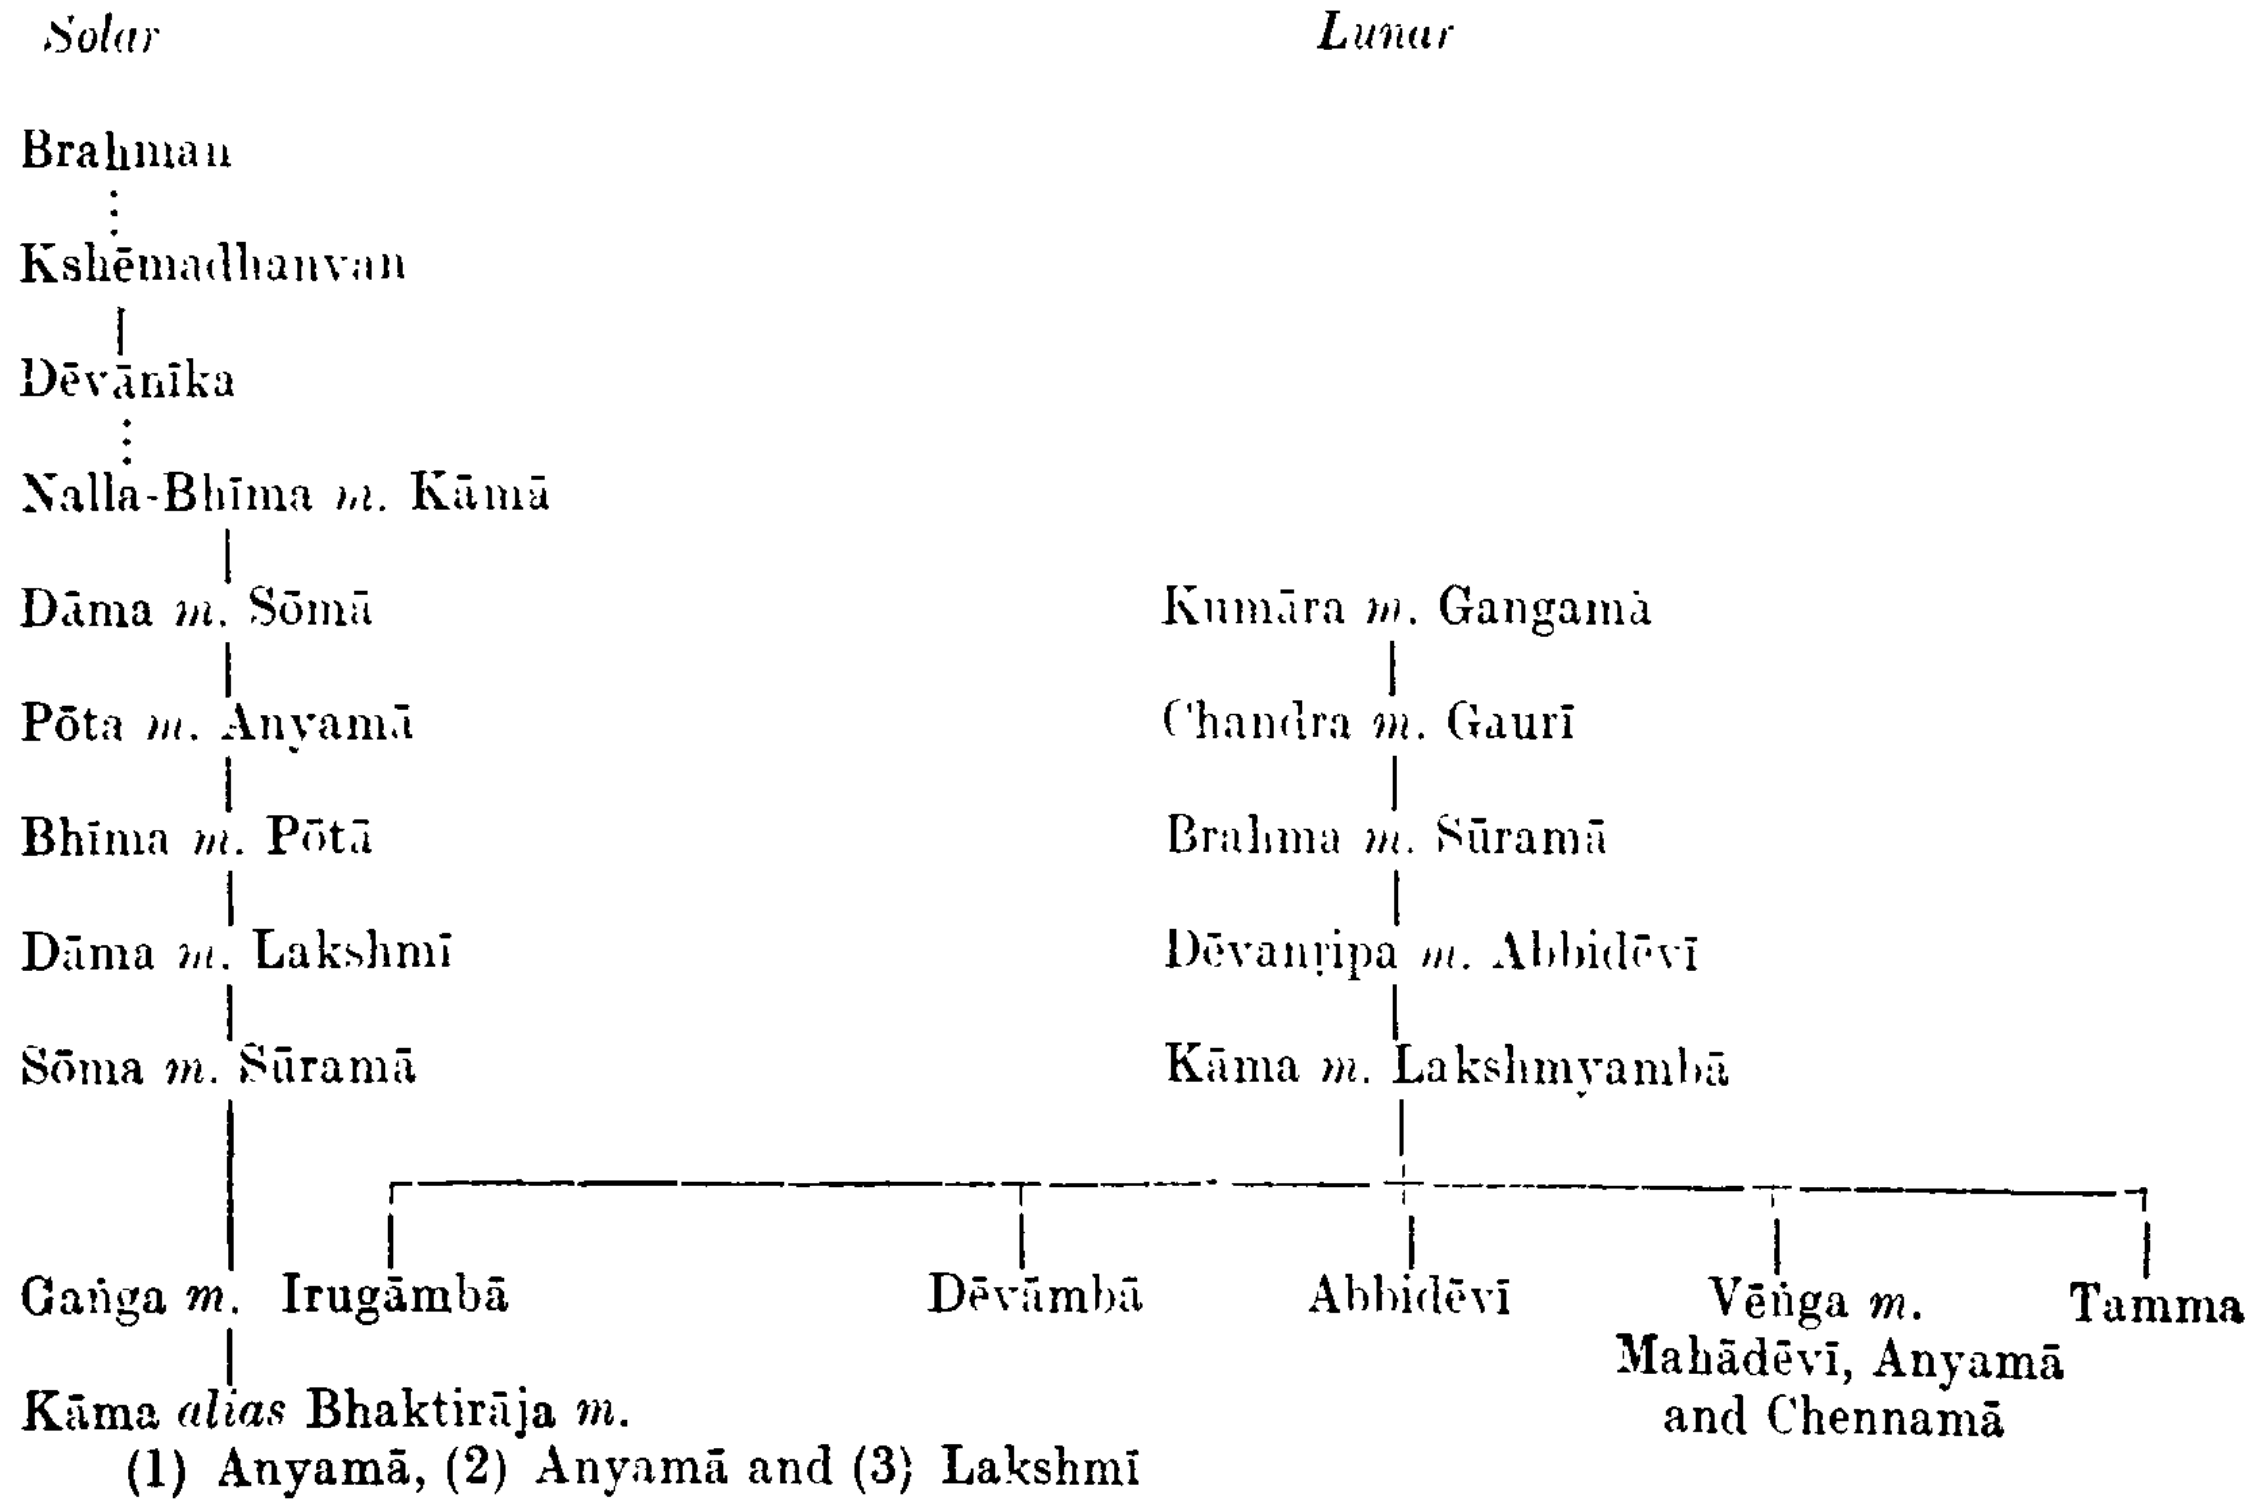 Solar Lunar
Brahman
Kshēmadhanvan
Dēvānīka
Nalla-Bhīma m. Kāmā
Dāma m. Sōmā Kumāra m. Gangamā
Pōta m. Anyamā Chandra m. Gaurī
Bhīma m. Pōtā Brahma m. Sūramā
Dāma m. Lakshmī Dēvanṛipa m. Abbidēvī
Sōma m. Sūramā Kāma m. Lakshmyambā
Gaṅga m. Irugāmbā Dēvāmbā Abbidēvī Vēṅga m. Tamma
Mahādēvī, Anyamā
and Chennamā
Kāma alias Bhaktirāja m.
(1) Anyamā, (2) Anyamā and (3) Lakshmī